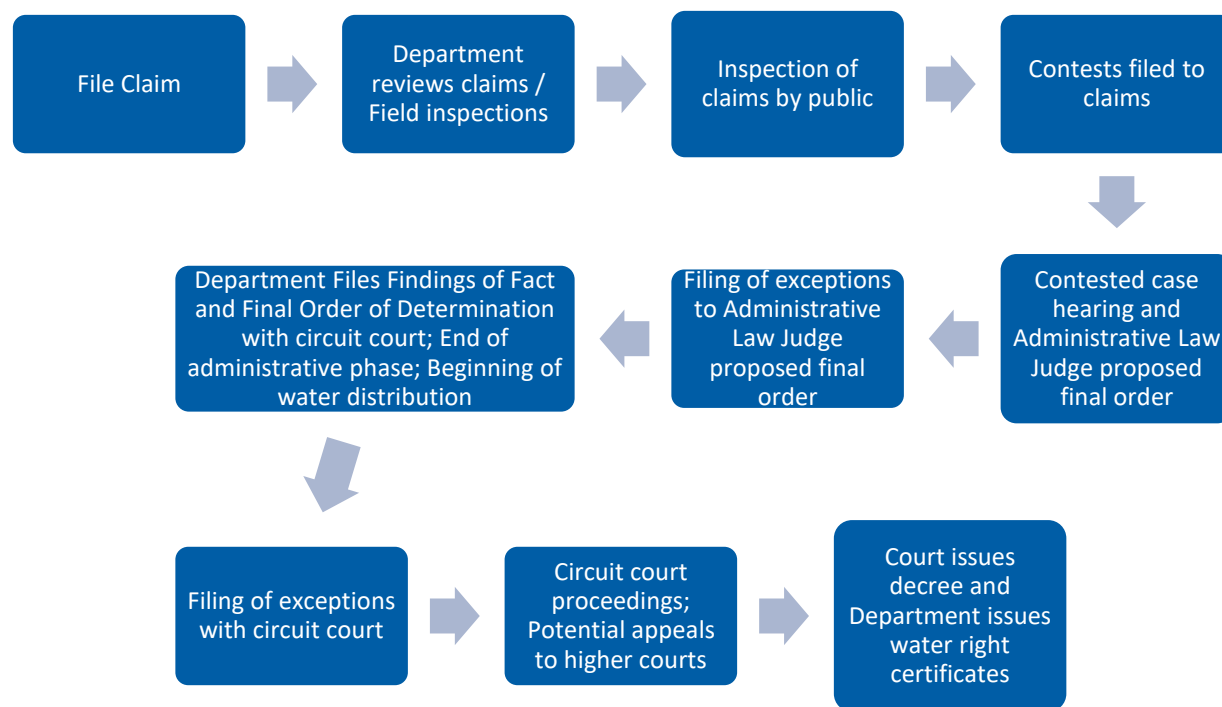 File Claim
Department
reviews claims /
Field inspections
Inspection of
claims by public
Contests filed to
claims
Contested case
hearing and
Administrative Law
Judge proposed
final order
Filing of exceptions
to Administrative
Law Judge
proposed final
order
Department Files Findings of Fact
and Final Order of Determination
with circuit court; End of
administrative phase; Beginning of
water distribution
Filing of exceptions
with circuit court
Circuit court
proceedings;
Potential appeals
to higher courts
Court issues
decree and
Department issues
water right
certificates